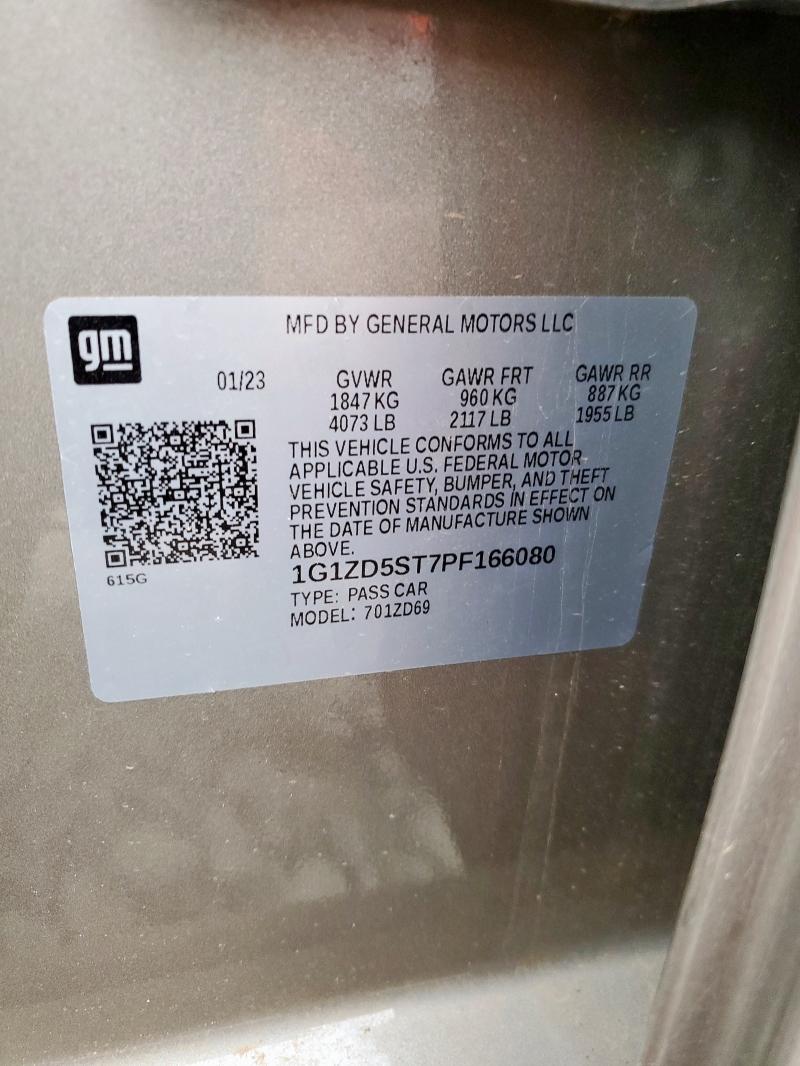 gm
MFD BY GENERAL MOTORS LLC
01/23 GVWR GAWR FRT GAWR RR
1847 KG 960 KG 887 KG
4073 LB 2117 LB 1955 LB
THIS VEHICLE CONFORMS TO ALL
APPLICABLE U.S. FEDERAL MOTOR
VEHICLE SAFETY, BUMPER, AND THEFT
PREVENTION STANDARDS IN EFFECT ON
THE DATE OF MANUFACTURE SHOWN
ABOVE.
615G
1G1ZD5ST7PF166080
TYPE: PASS CAR
MODEL: 701ZD69